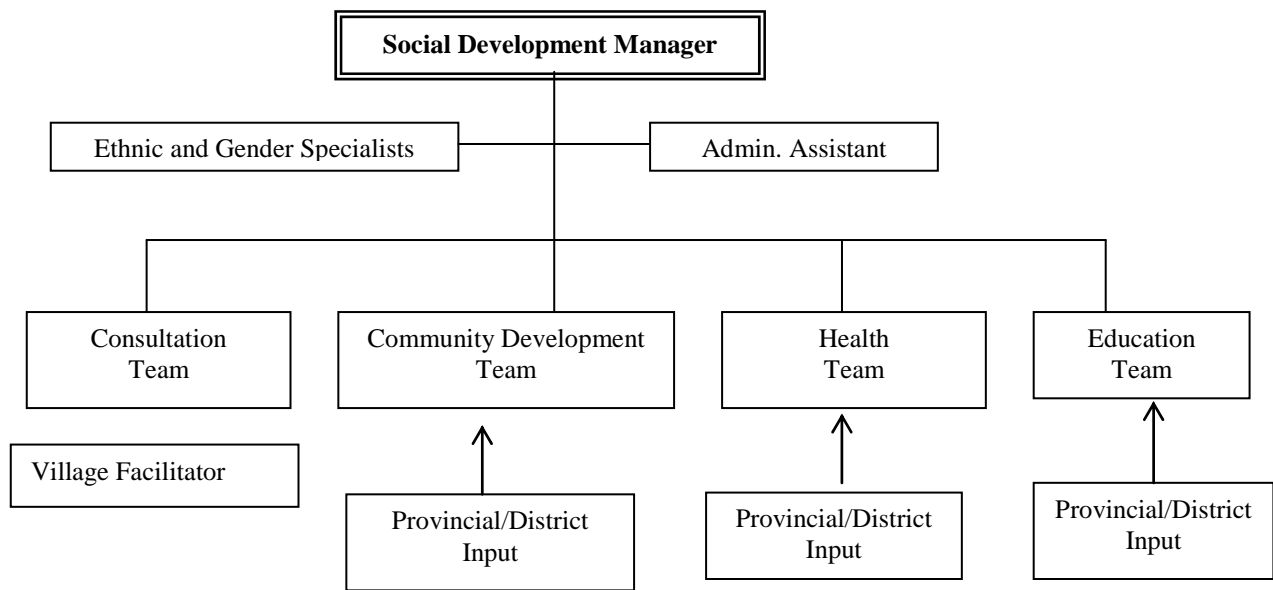 Social Development Manager
Ethnic and Gender Specialists
Admin. Assistant
Consultation
Team
Community Development
Team
Health
Team
Education
Team
Village Facilitator
Provincial/District
Input
Provincial/District
Input
Provincial/District
Input